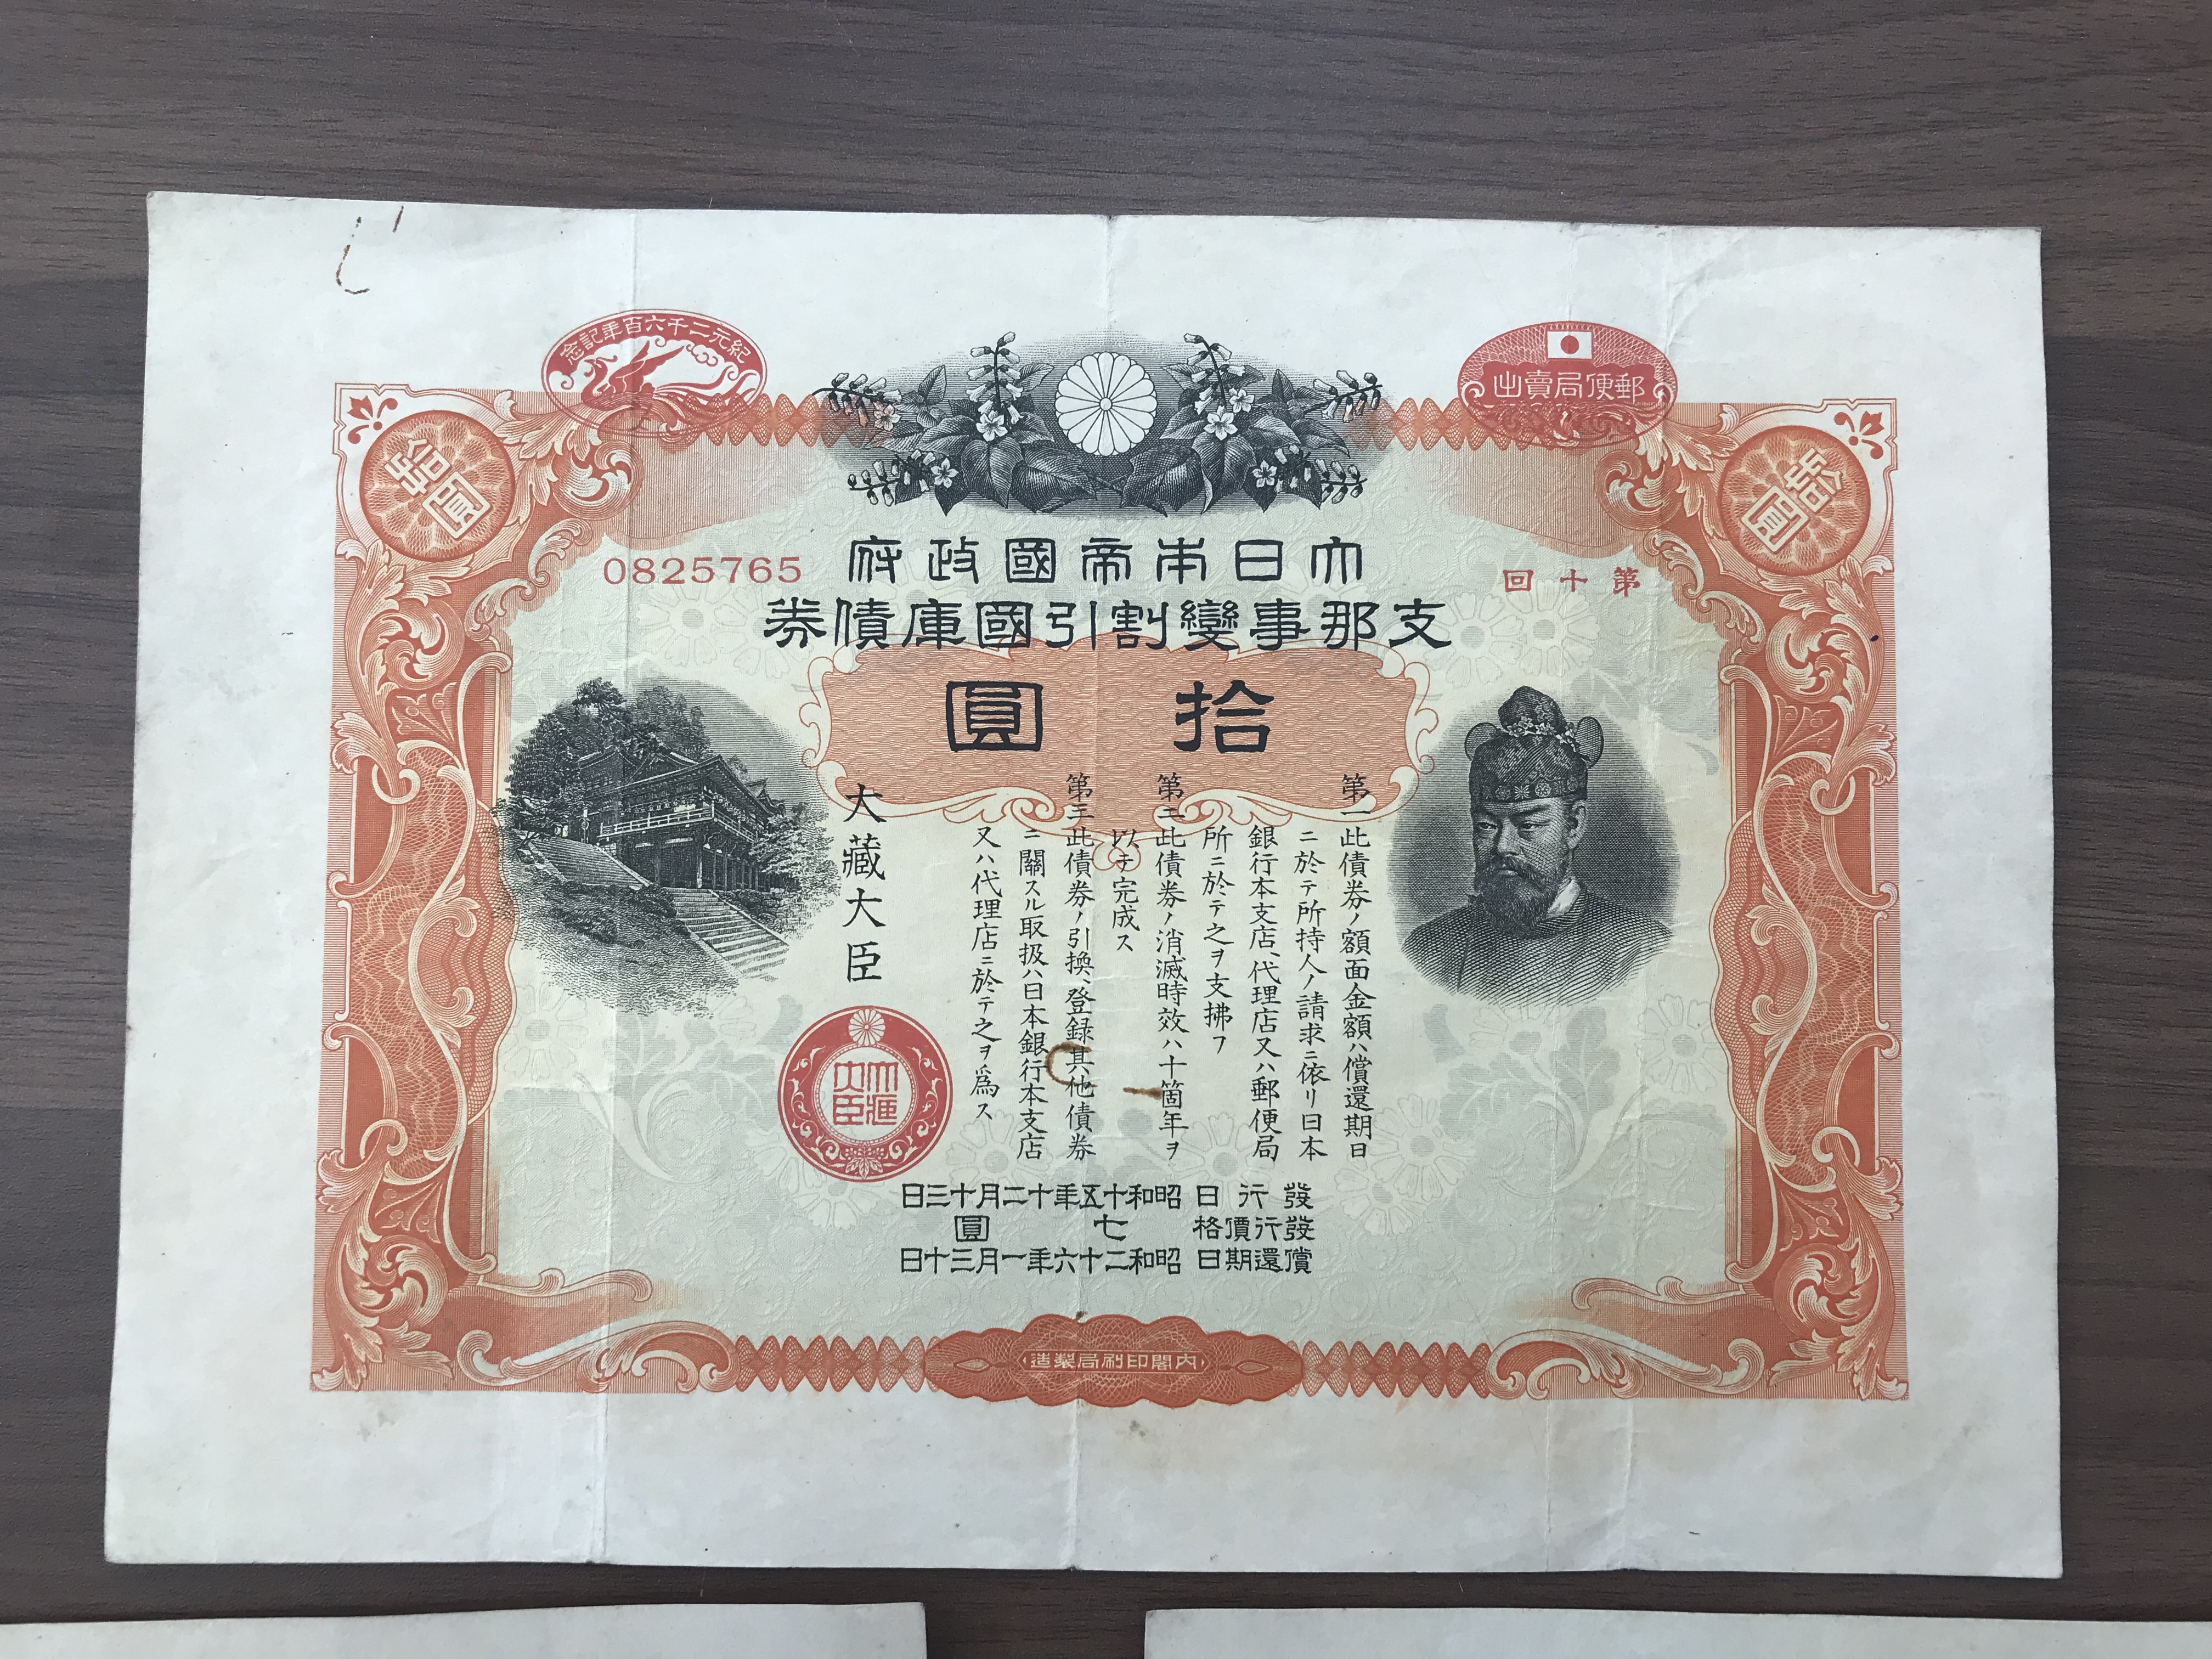 紀元二千六百年記念
郵便局賣出
拾圓
拾圓
大日本帝國政府
0825765
第十回
支那事變割引國庫債券
拾圓
第一此債券ノ額面金額ハ償還期日
ニ於テ所持人ノ請求ニ依リ日本
銀行本支店、代理店又ハ郵便局
所ニ於テ之ヲ支拂フ
第二此債券ノ消滅時效ハ十箇年ヲ
以テ完成ス
第三此債券ノ引換、登録其他債券
ニ關スル取扱ハ日本銀行本支店
又ハ代理店ニ於テ之ヲ爲ス
大藏大臣
大藏大臣
發行日 昭和十五年十二月十三日
發行價格 七圓
償還期日 昭和二十六年一月三十日
内閣印刷局製造